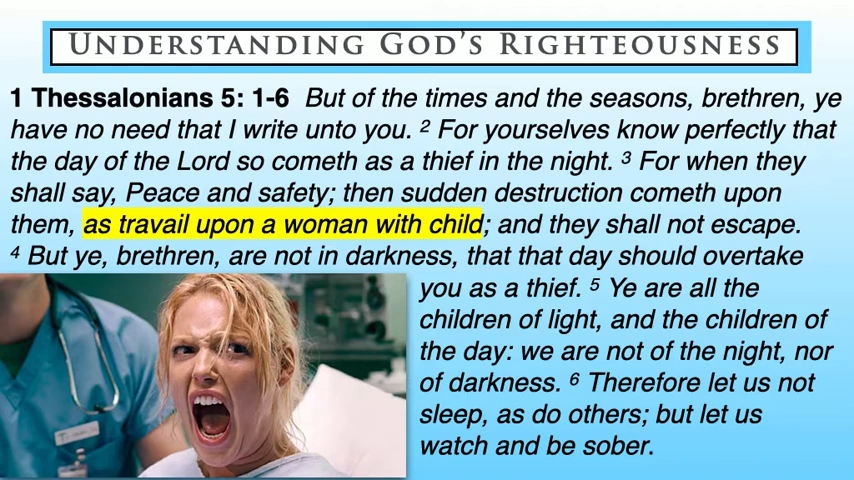 UNDERSTANDING GOD'S RIGHTEOUSNESS
1 Thessalonians 5: 1-6 But of the times and the seasons, brethren, ye
have no need that I write unto you. 2 For yourselves know perfectly that
the day of the Lord so cometh as a thief in the night. 3 For when they
shall say, Peace and safety; then sudden destruction cometh upon
them, as travail upon a woman with child; and they shall not escape.
4 But ye, brethren, are not in darkness, that that day should overtake
you as a thief. 5 Ye are all the
children of light, and the children of
the day: we are not of the night, nor
of darkness. 6 Therefore let us not
sleep, as do others; but let us
watch and be sober.